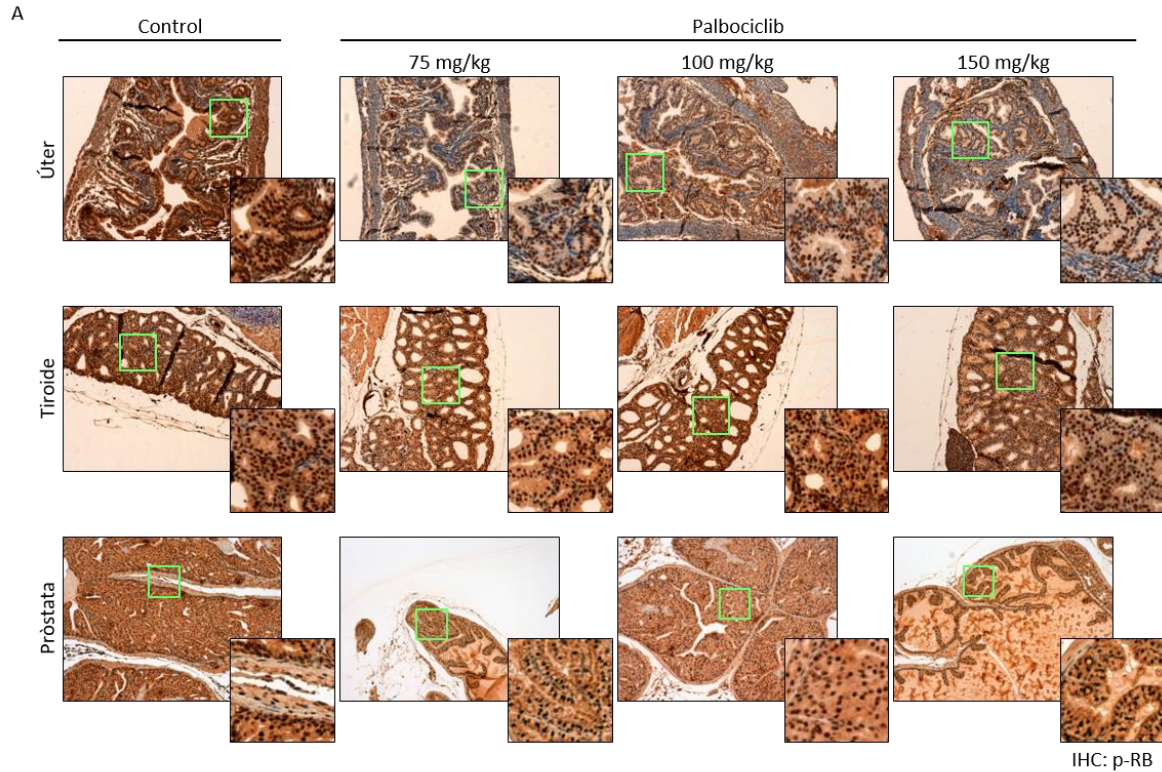 A
Control
Palbociclib
75 mg/kg
100 mg/kg
150 mg/kg
Úter
Tiroide
Pròstata
IHC: p-RB